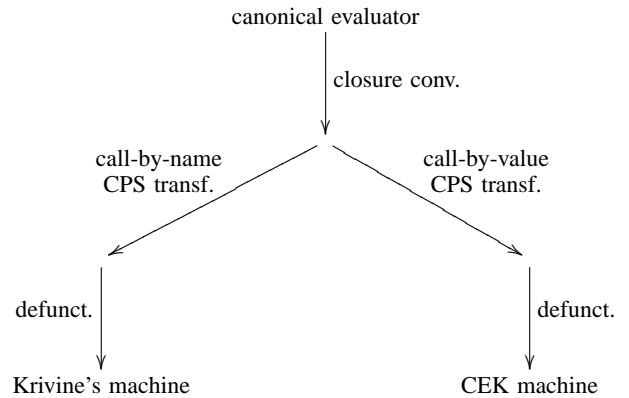 canonical evaluator
closure conv.
call-by-name
CPS transf.
call-by-value
CPS transf.
defunct.
defunct.
Krivine's machine
CEK machine